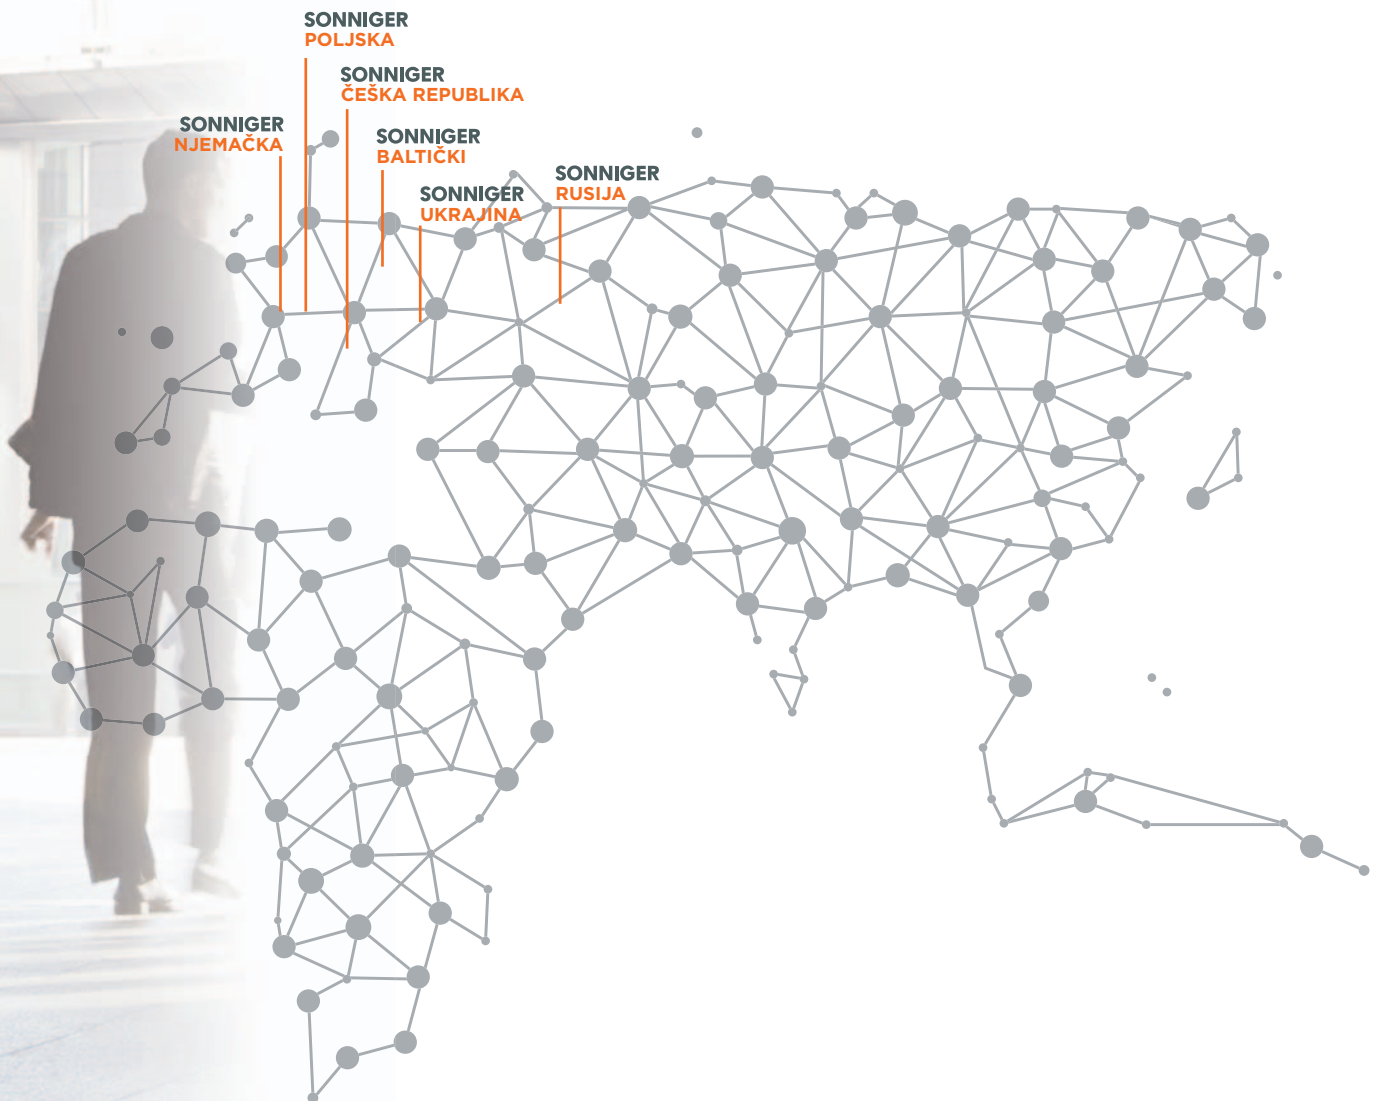 SONNIGER
POLJSKA
SONNIGER
ČEŠKA REPUBLIKA
SONNIGER
NJEMAČKA
SONNIGER
BALTIČKI
SONNIGER
RUSIJA
SONNIGER
UKRAJINA